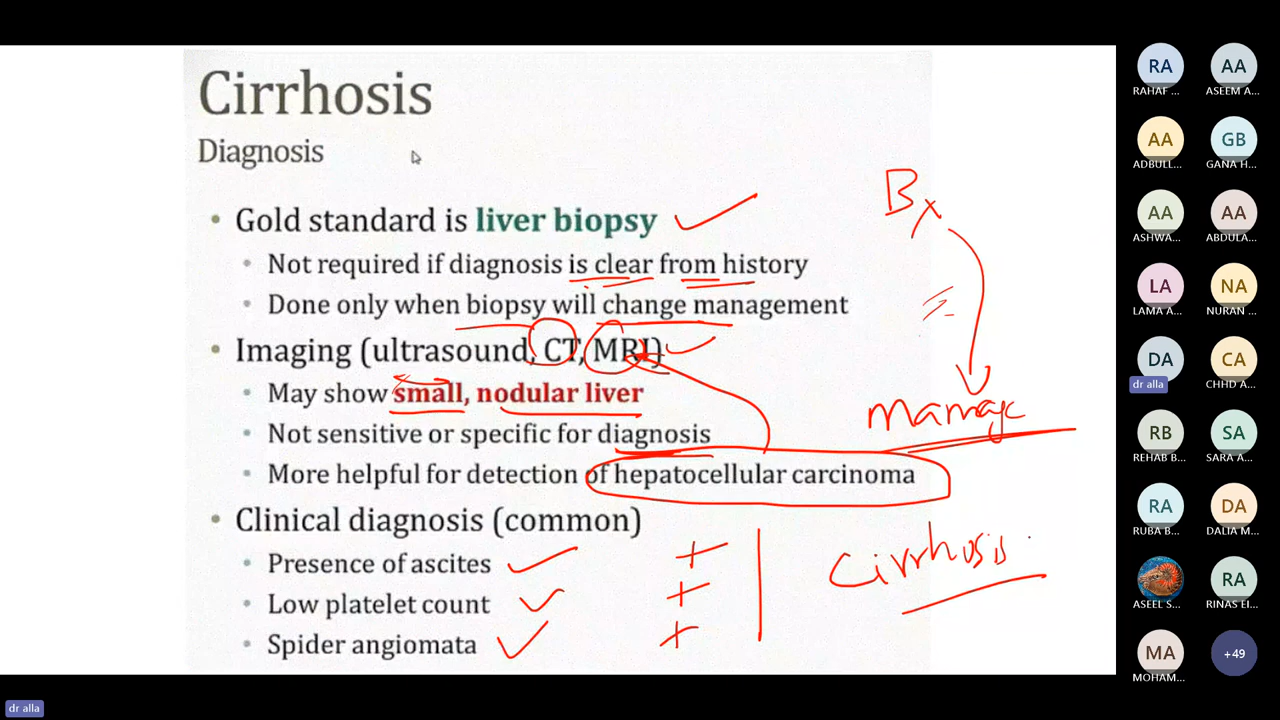 Cirrhosis
Diagnosis
• Gold standard is liver biopsy
• Not required if diagnosis is clear from history
• Done only when biopsy will change management
• Imaging (ultrasound, CT, MRI)
• May show small, nodular liver
• Not sensitive or specific for diagnosis
• More helpful for detection of hepatocellular carcinoma
• Clinical diagnosis (common)
• Presence of ascites
• Low platelet count
• Spider angiomata
Bx
+
+
+
Cirrhosis
RA
RAHAF ...
AA
ASEEM A...
AA
ADBULL...
GB
GANA H...
AA
ASHWA...
AA
ABDULA...
LA
LAMA A...
NA
NURAN ...
DA
dr alla
CA
CHHD A...
RB
REHAB B...
SA
SARA A...
RA
RUBA B...
DA
DALIA M...
ASEEL S...
RA
RINAS EI...
MA
MOHAM...
+49
dr alla